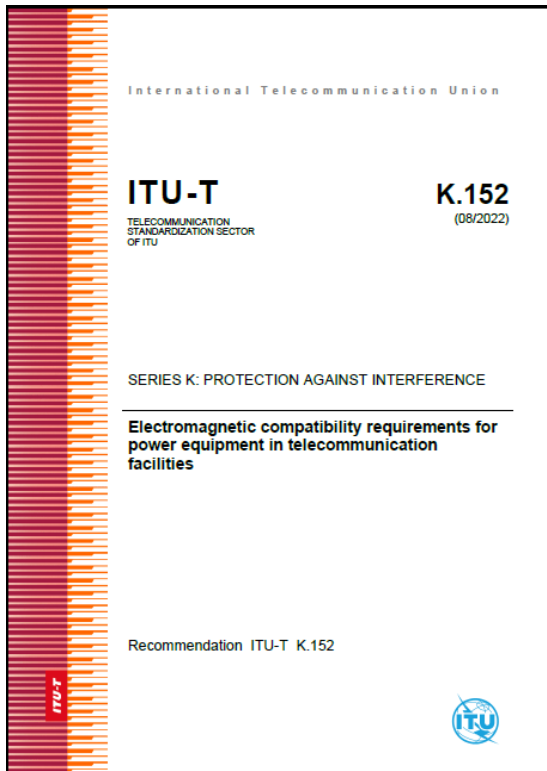 International Telecommunication Union
ITU-T
K.152
TELECOMMUNICATION
STANDARDIZATION SECTOR
OF ITU
(08/2022)
SERIES K: PROTECTION AGAINST INTERFERENCE
Electromagnetic compatibility requirements for
power equipment in telecommunication
facilities
Recommendation ITU-T K.152
ITU-T
ITU